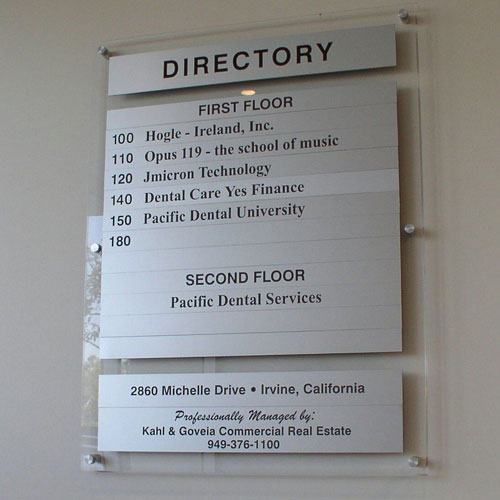 DIRECTORY
FIRST FLOOR
100 Hogle - Ireland, Inc.
110 Opus 119 - the school of music
120 Jmicron Technology
140 Dental Care Yes Finance
150 Pacific Dental University
180
SECOND FLOOR
Pacific Dental Services
2860 Michelle Drive • Irvine, California
Professionally Managed by:
Kahl & Goveia Commercial Real Estate
949-376-1100